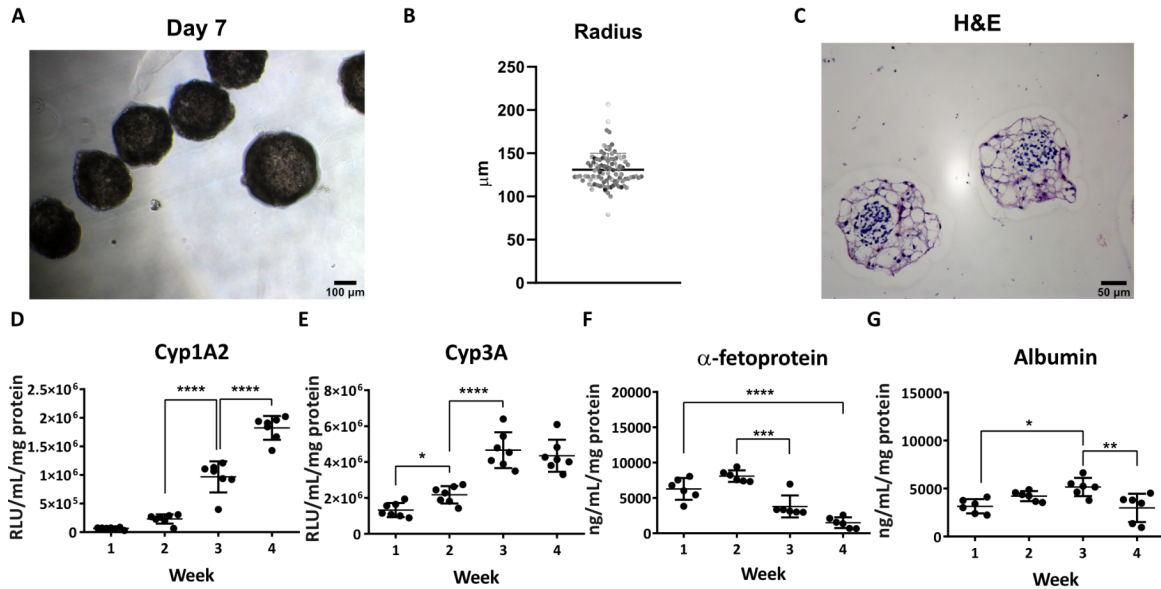 A
Day 7
100 µm
B
Radius
µm
250
200
150
100
50
0
C
H&E
50 µm
D
Cyp1A2
RLU/mL/mg protein
2.5×10⁶
2×10⁶
1×10⁶
5×10⁵
0
****
****
1 2 3 4
Week
E
Cyp3A
RLU/mL/mg protein
8×10⁶
6×10⁶
4×10⁶
2×10⁶
0
*
****
1 2 3 4
Week
F
α-fetoprotein
ng/mL/mg protein
20000
15000
10000
5000
0
****
***
1 2 3 4
Week
G
Albumin
ng/mL/mg protein
15000
10000
5000
0
*
**
1 2 3 4
Week